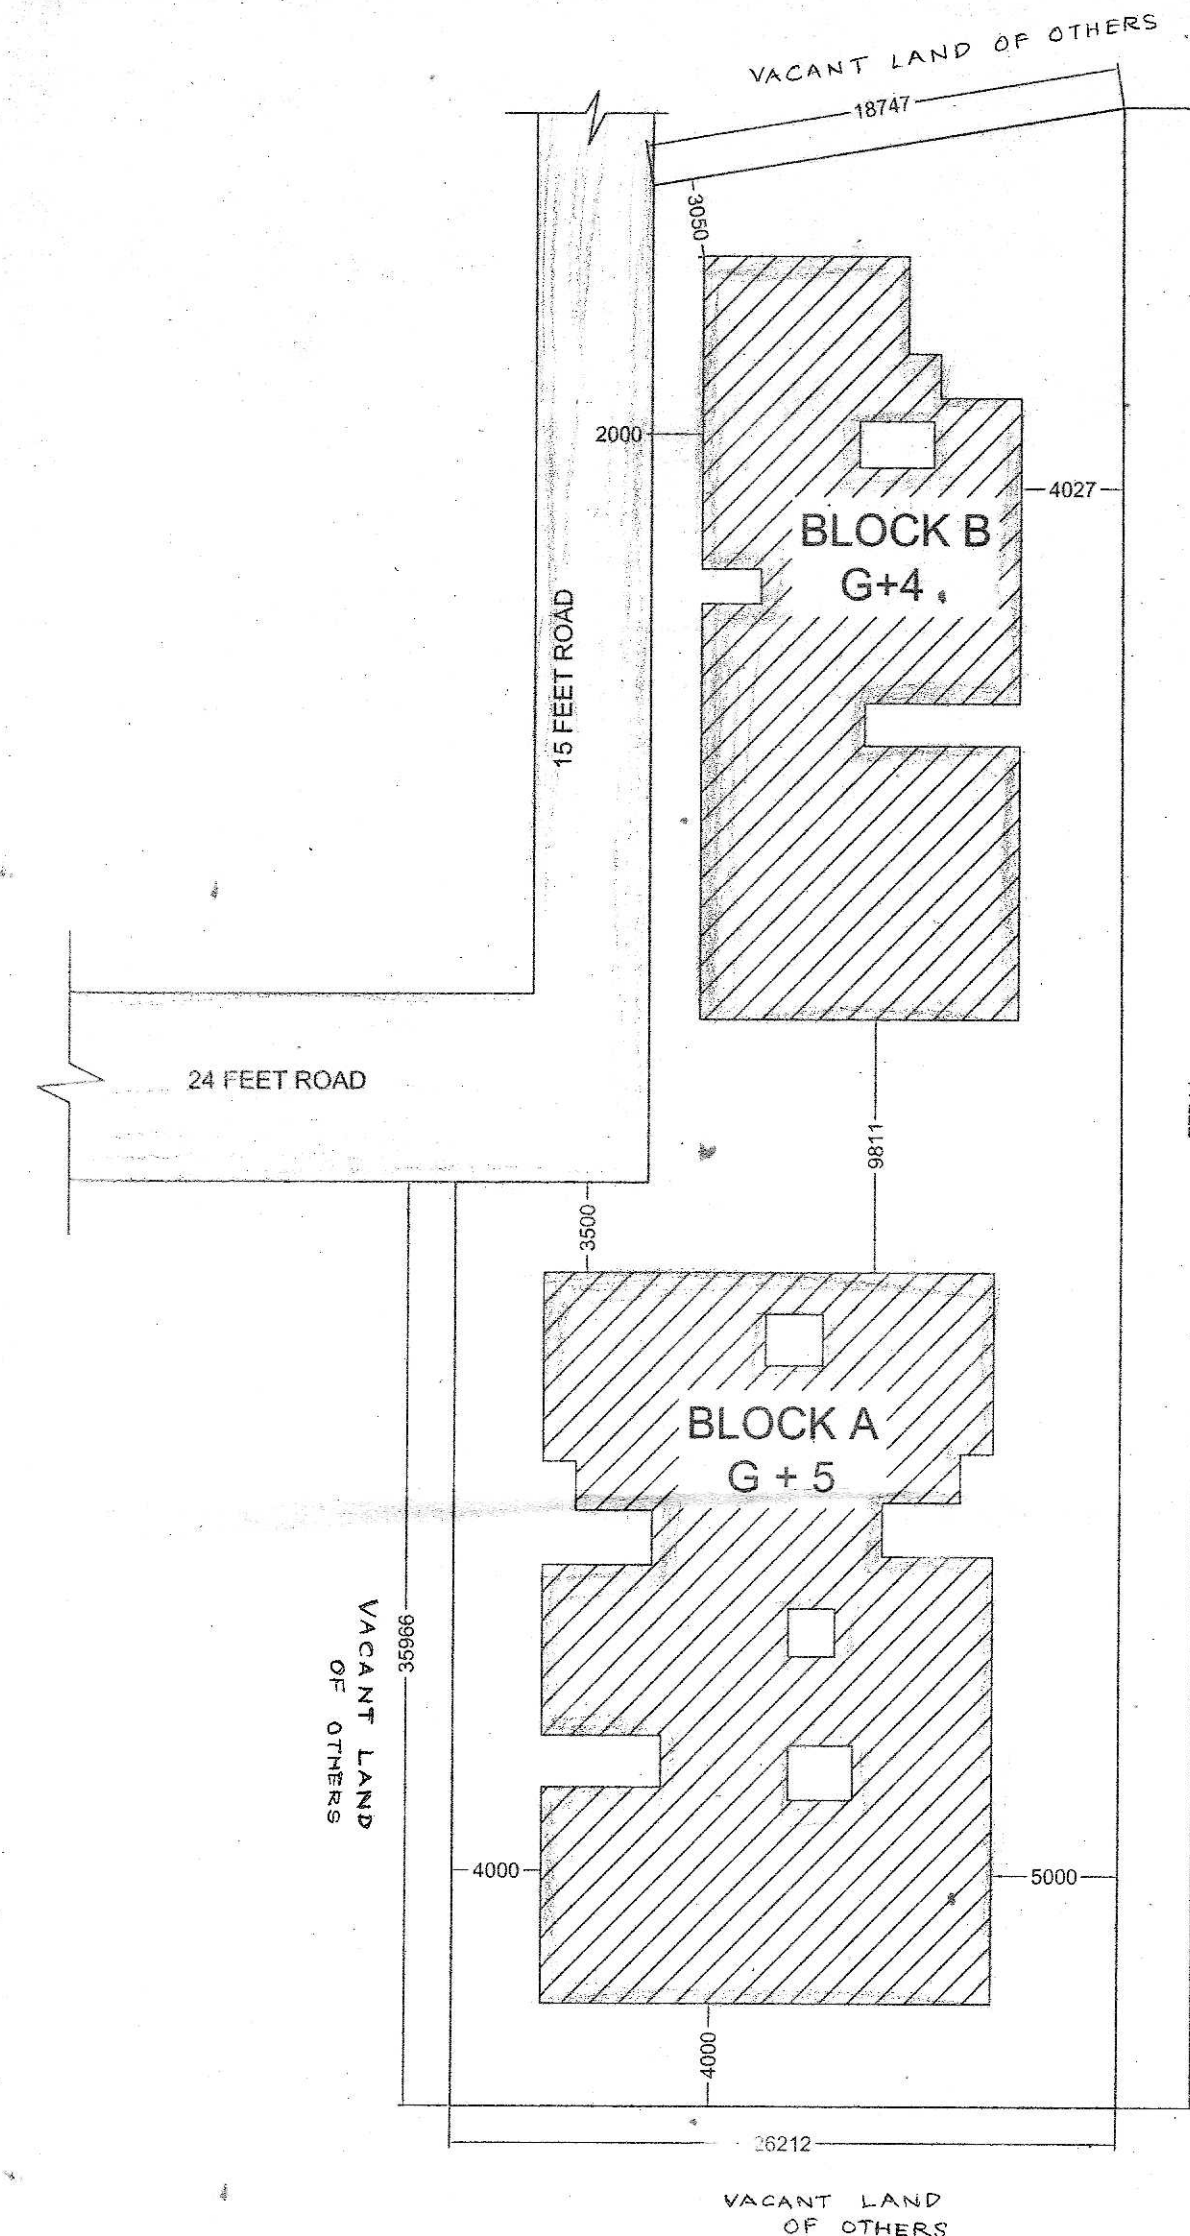 VACANT LAND OF OTHERS
18747
3050
2000
4027
BLOCK B
G+4
15 FEET ROAD
24 FEET ROAD
9811
3500
BLOCK A
G + 5
35966
VACANT LAND
OF OTHERS
4000
5000
4000
26212
VACANT LAND
OF OTHERS